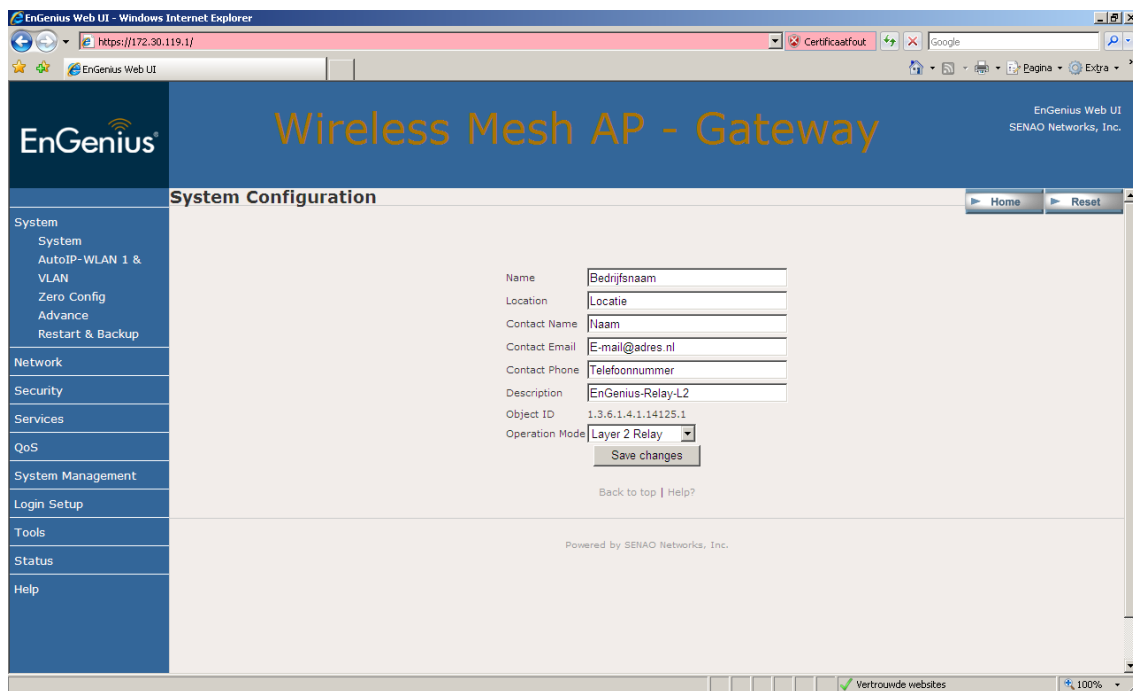 EnGenius Web UI - Windows Internet Explorer
https://172.30.119.1/
Certificaatfout
Google
EnGenius Web UI
Pagina
Extra
EnGenius®
Wireless Mesh AP - Gateway
EnGenius Web UI
SENAO Networks, Inc.
System Configuration
Home
Reset
System
System
AutoIP-WLAN 1 &
VLAN
Zero Config
Advance
Restart & Backup
Network
Security
Services
QoS
System Management
Login Setup
Tools
Status
Help
Name Bedrijfsnaam
Location Locatie
Contact Name Naam
Contact Email E-mail@adres.nl
Contact Phone Telefoonnummer
Description EnGenius-Relay-L2
Object ID 1.3.6.1.4.1.14125.1
Operation Mode Layer 2 Relay
Save changes
Back to top | Help?
Powered by SENAO Networks, Inc.
Vertrouwde websites
100%